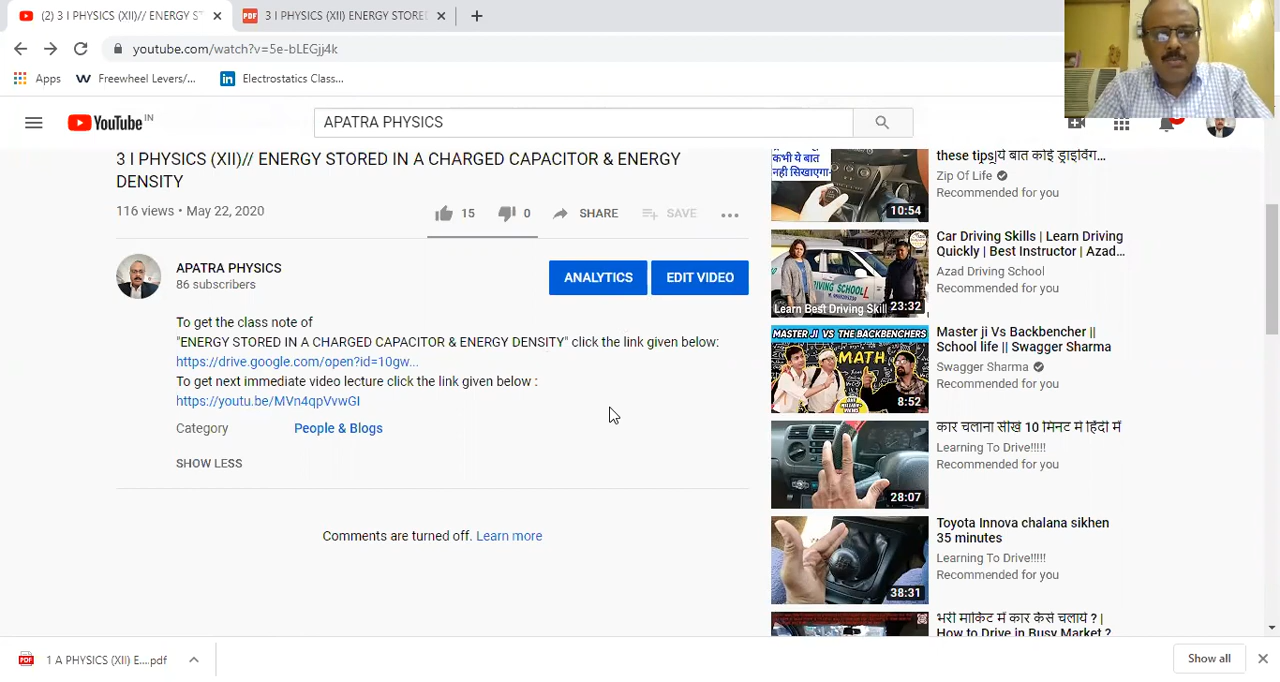 (2) 3 I PHYSICS (XII)// ENERGY S
3 I PHYSICS (XII) ENERGY STORE
youtube.com/watch?v=5e-bLEGjj4k
Apps
Freewheel Levers/...
Electrostatics Class...
YouTube IN
APATRA PHYSICS
3 I PHYSICS (XII)// ENERGY STORED IN A CHARGED CAPACITOR & ENERGY
DENSITY
116 views • May 22, 2020
15
0
SHARE
SAVE
APATRA PHYSICS
86 subscribers
ANALYTICS
EDIT VIDEO
To get the class note of
"ENERGY STORED IN A CHARGED CAPACITOR & ENERGY DENSITY" click the link given below:
https://drive.google.com/open?id=10gw...
To get next immediate video lecture click the link given below :
https://youtu.be/MVn4qpVvwGI
Category
People & Blogs
SHOW LESS
Comments are turned off. Learn more
कभी ये बात
नही सिखाएगा
10:54
these tips|ये बात कोई ड्राइविंग...
Zip Of Life
Recommended for you
DRIVING SCHOOL
Learn Best Driving Skill
23:32
Car Driving Skills | Learn Driving
Quickly | Best Instructor | Azad...
Azad Driving School
Recommended for you
MASTER JI VS THE BACKBENCHERS
MATH
8:52
Master ji Vs Backbencher ||
School life || Swagger Sharma
Swagger Sharma
Recommended for you
28:07
कार चलाना सीखें 10 मिनट में हिंदी में
Learning To Drive!!!!!
Recommended for you
38:31
Toyota Innova chalana sikhen
35 minutes
Learning To Drive!!!!!
Recommended for you
भरी मार्किट में कार कैसे चलाये ? |
How to Drive in Busy Market ?
1 A PHYSICS (XII) E....pdf
Show all